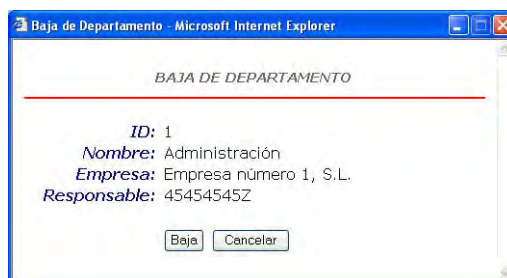 Baja de Departamento - Microsoft Internet Explorer
BAJA DE DEPARTAMENTO
ID: 1
Nombre: Administración
Empresa: Empresa número 1, S.L.
Responsable: 45454545Z
Baja Cancelar